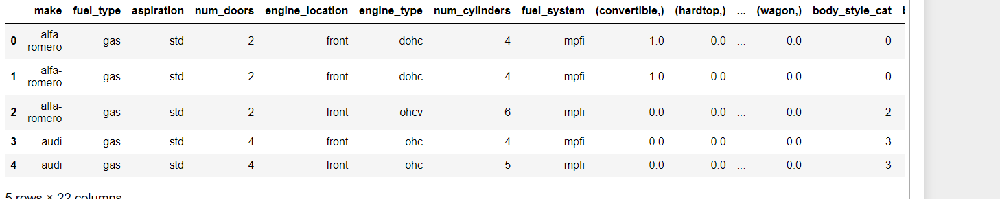 make fuel_type aspiration num_doors engine_location engine_type num_cylinders fuel_system (convertible,) (hardtop,) ... (wagon,) body_style_cat
0 alfa-romero gas std 2 front dohc 4 mpfi 1.0 0.0 ... 0.0 0
1 alfa-romero gas std 2 front dohc 4 mpfi 1.0 0.0 ... 0.0 0
2 alfa-romero gas std 2 front ohcv 6 mpfi 0.0 0.0 ... 0.0 2
3 audi gas std 4 front ohc 4 mpfi 0.0 0.0 ... 0.0 3
4 audi gas std 4 front ohc 5 mpfi 0.0 0.0 ... 0.0 3
5 rows × 22 columns